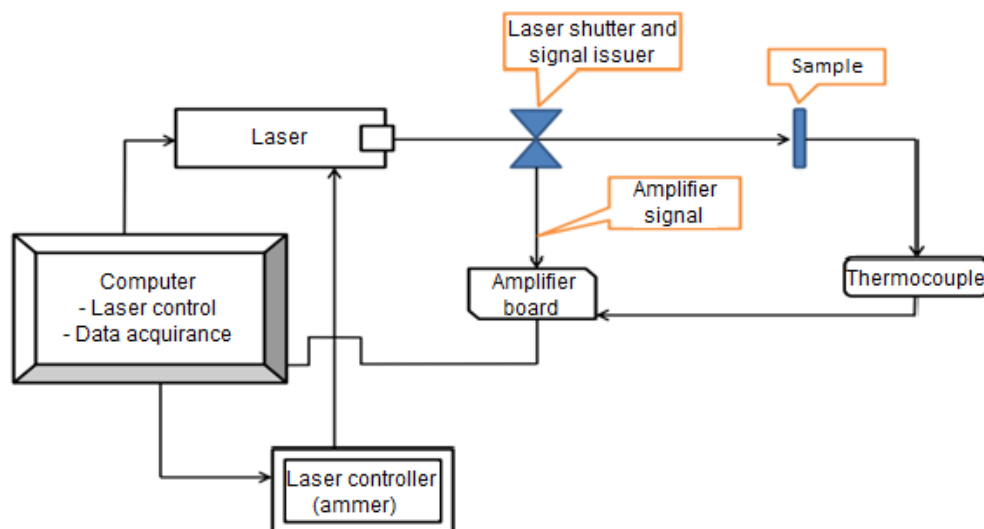 Laser shutter and
signal issuer
Sample
Laser
Amplifier
signal
Computer
- Laser control
- Data acquirance
Amplifier
board
Thermocouple
Laser controller
(ammer)